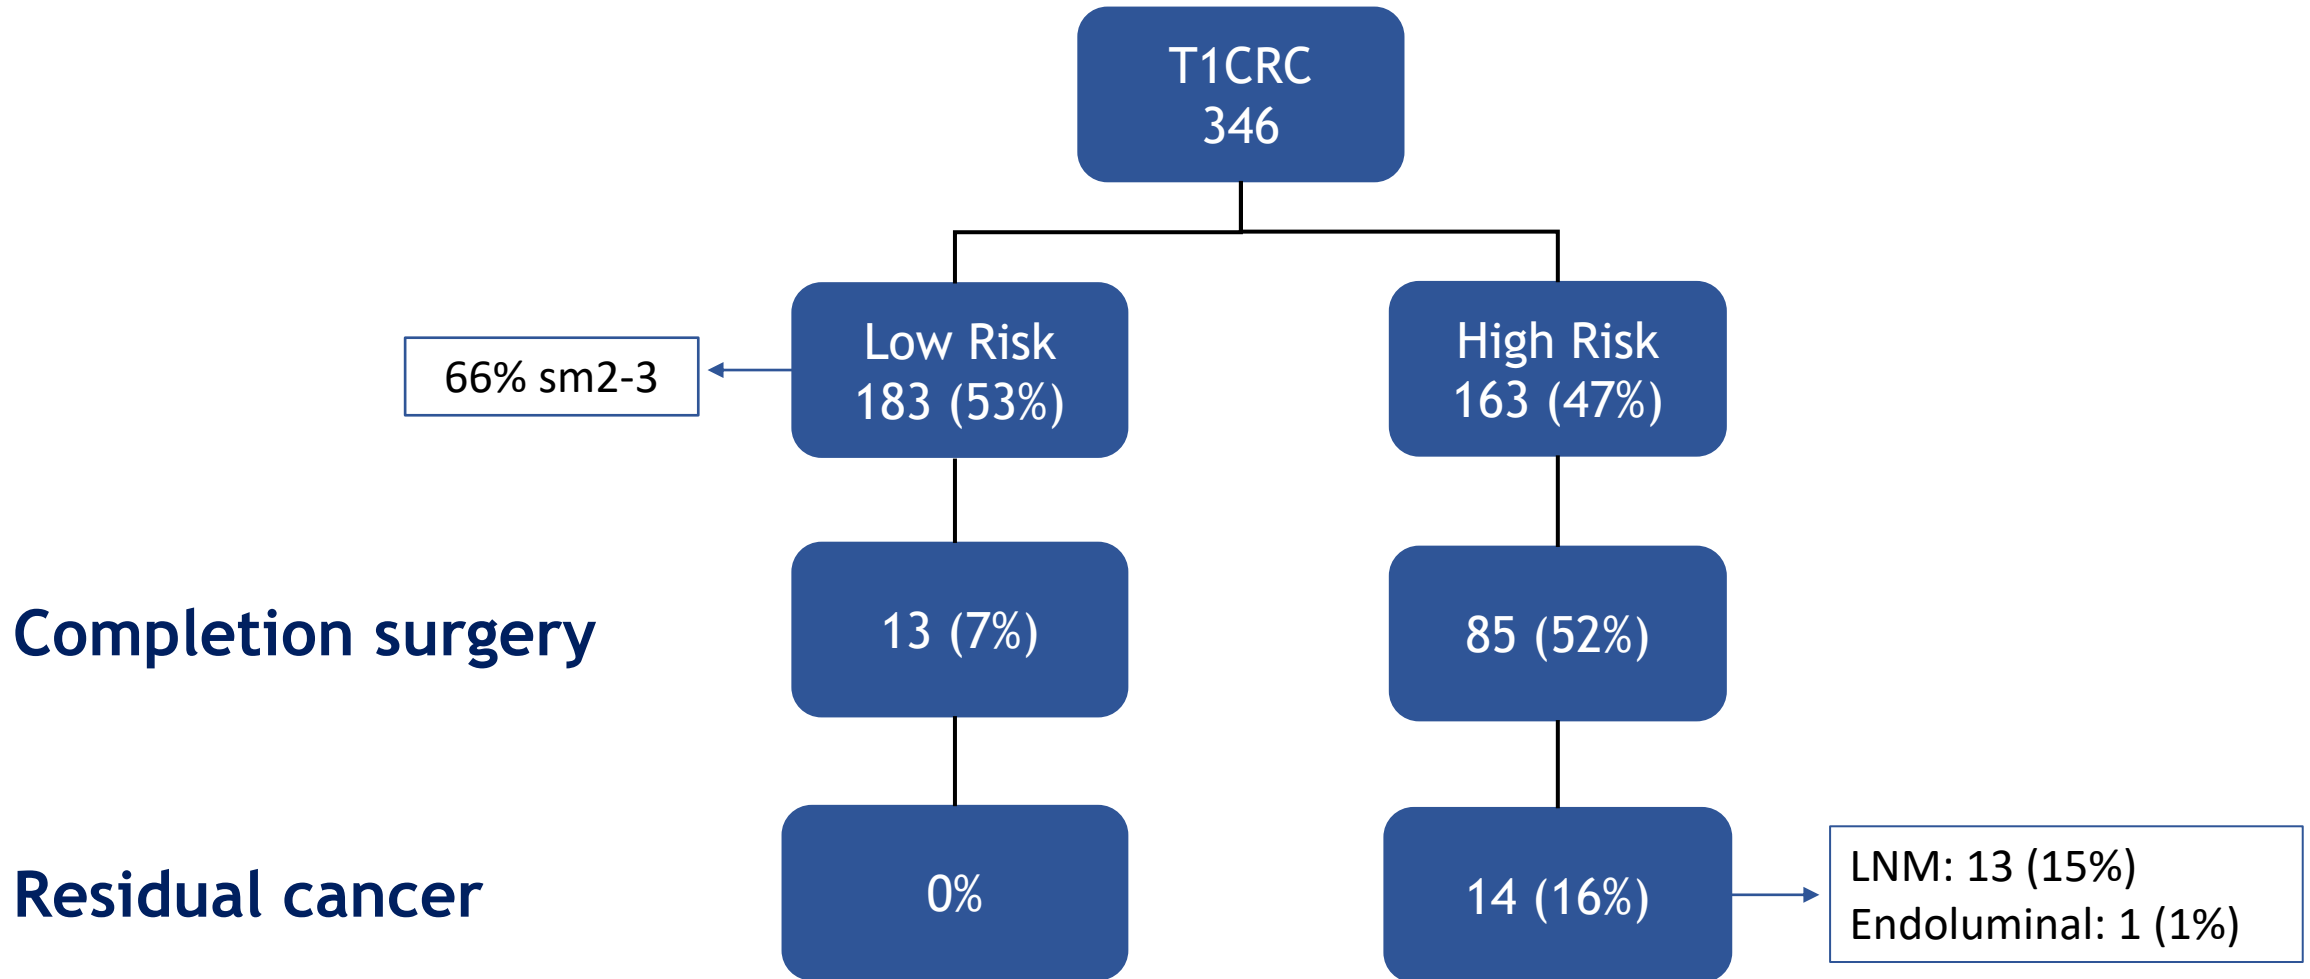 T1CRC
346
Low Risk
183 (53%)
High Risk
163 (47%)
66% sm2-3
Completion surgery
13 (7%)
85 (52%)
Residual cancer
0%
14 (16%)
LNM: 13 (15%)
Endoluminal: 1 (1%)